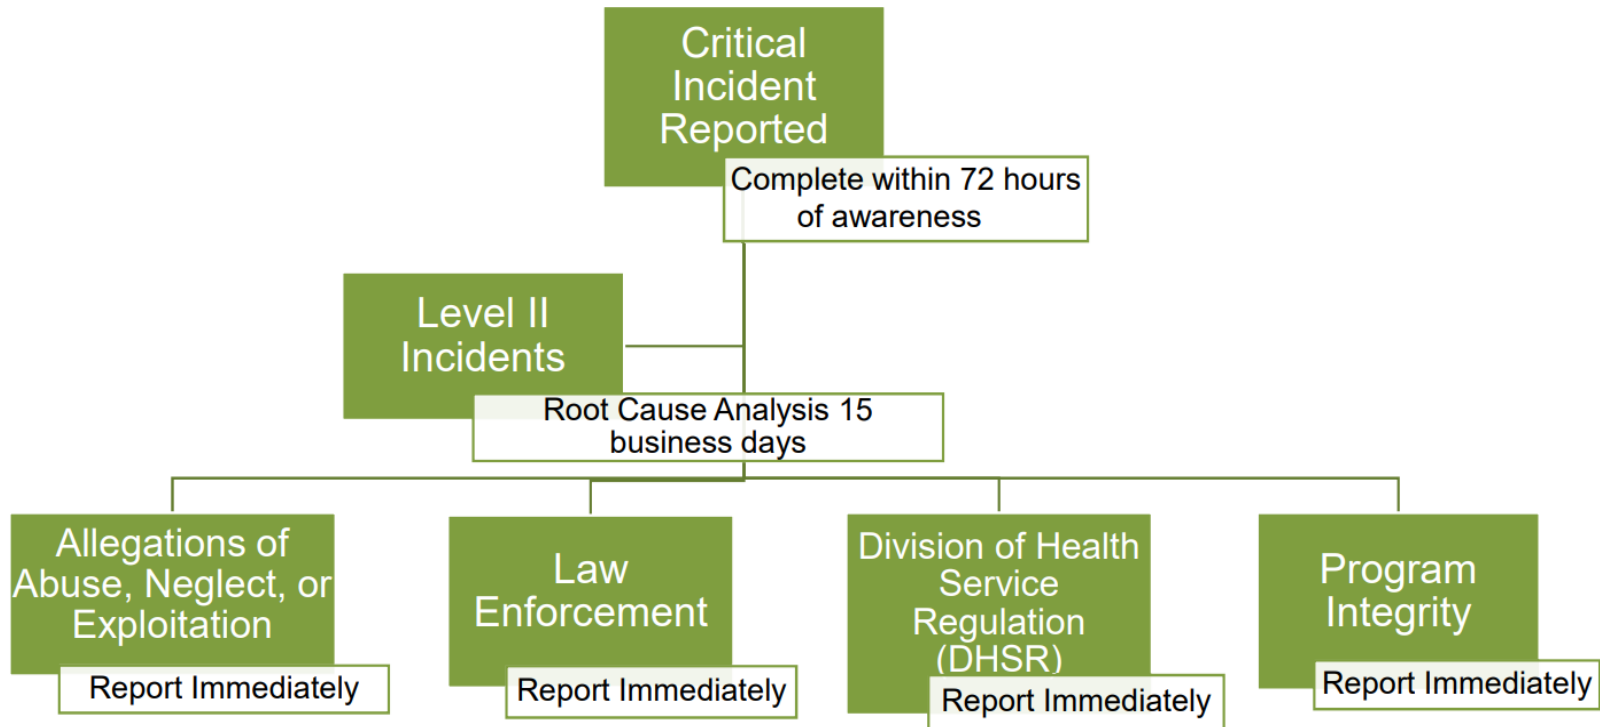 Critical
Incident
Reported
Complete within 72 hours
of awareness
Level II
Incidents
Root Cause Analysis 15
business days
Allegations of
Abuse, Neglect, or
Exploitation
Report Immediately
Law
Enforcement
Report Immediately
Division of Health
Service
Regulation
(DHSR)
Report Immediately
Program
Integrity
Report Immediately